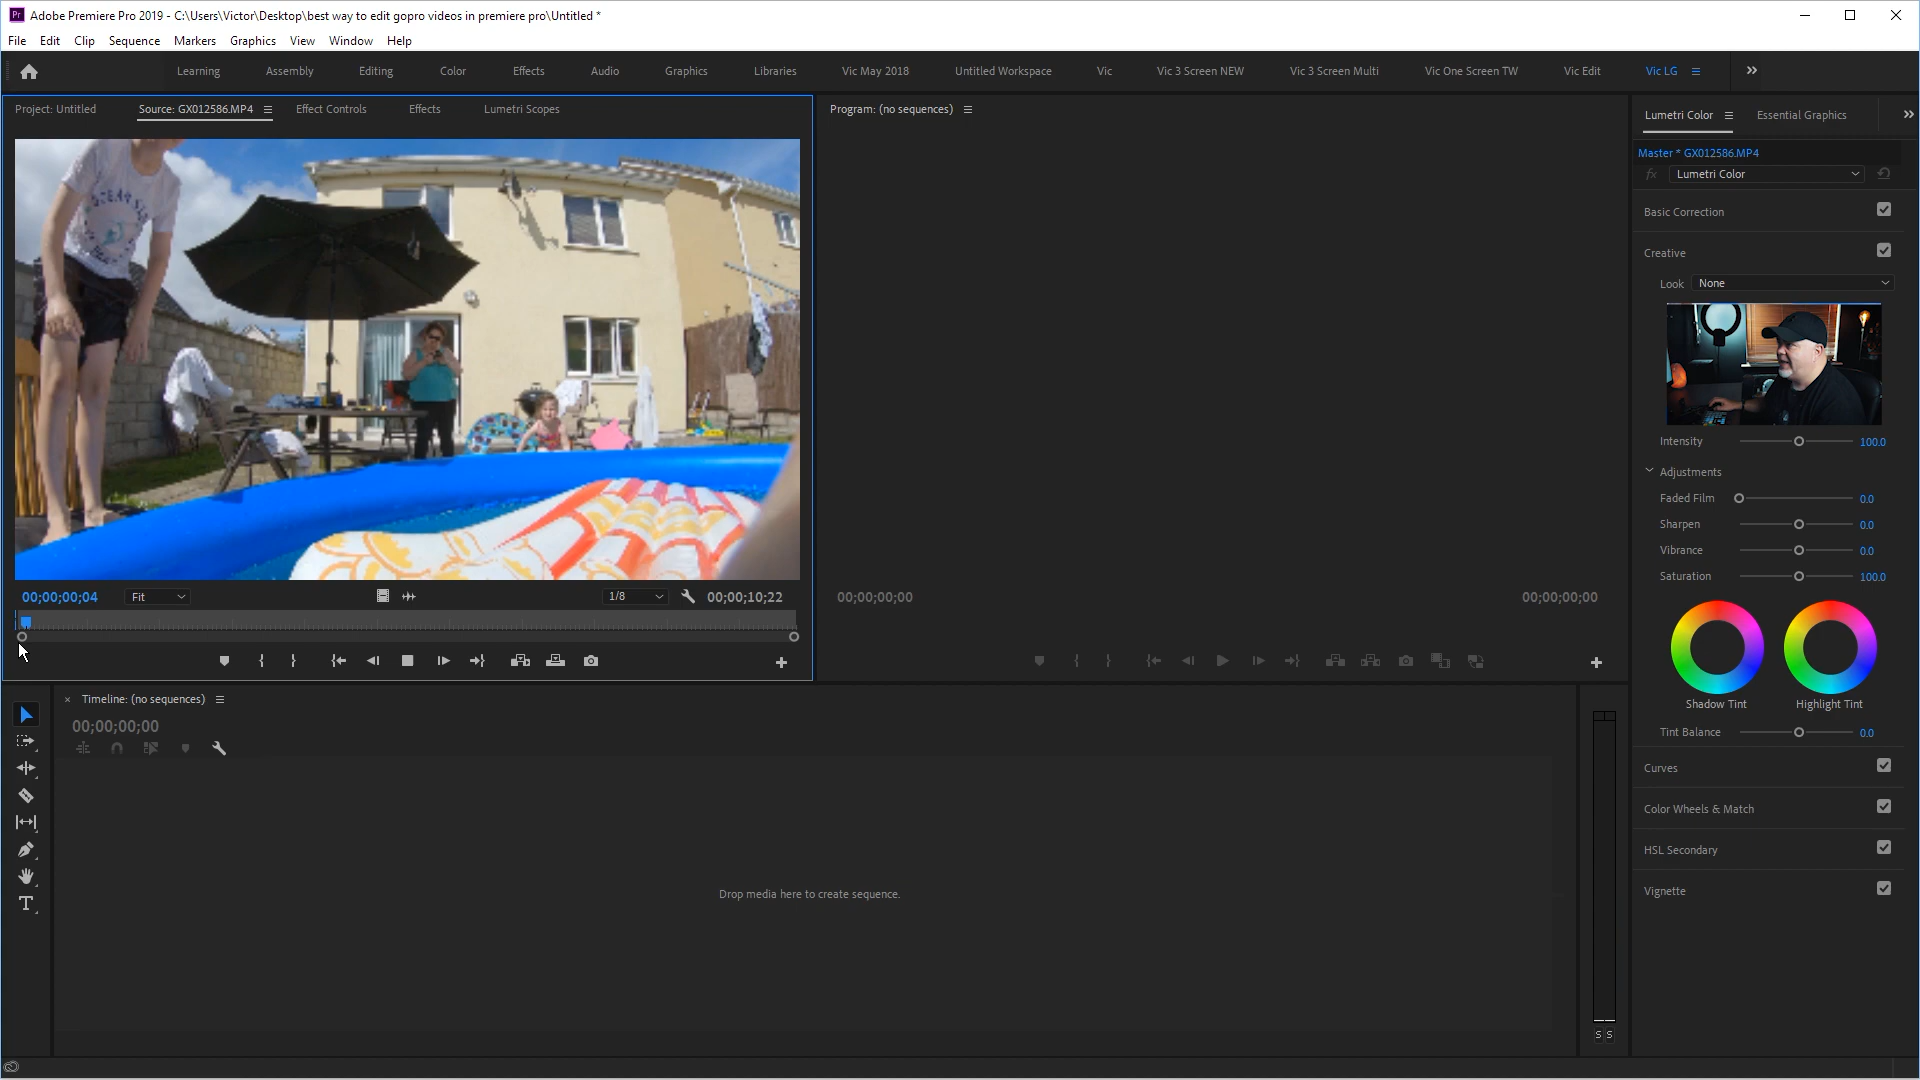 Adobe Premiere Pro 2019 - C:\Users\Victor\Desktop\best way to edit gopro videos in premiere pro\Untitled *
File Edit Clip Sequence Markers Graphics View Window Help
Learning Assembly Editing Color Effects Audio Graphics Libraries Vic May 2018 Untitled Workspace Vic Vic 3 Screen NEW Vic 3 Screen Multi Vic One Screen TW Vic Edit Vic LG
Project: Untitled Source: GX012586.MP4 Effect Controls Effects Lumetri Scopes
Program: (no sequences)
Lumetri Color Essential Graphics
Master * GX012586.MP4
fx Lumetri Color
Basic Correction
Creative
Look None
Intensity 100.0
Adjustments
Faded Film 0.0
Sharpen 0.0
Vibrance 0.0
Saturation 100.0
Shadow Tint Highlight Tint
Tint Balance 0.0
Curves
Color Wheels & Match
HSL Secondary
Vignette
00;00;00;04 Fit 1/8 00;00;10;22
00;00;00;00 00;00;00;00
Timeline: (no sequences)
00;00;00;00
Drop media here to create sequence.
S S